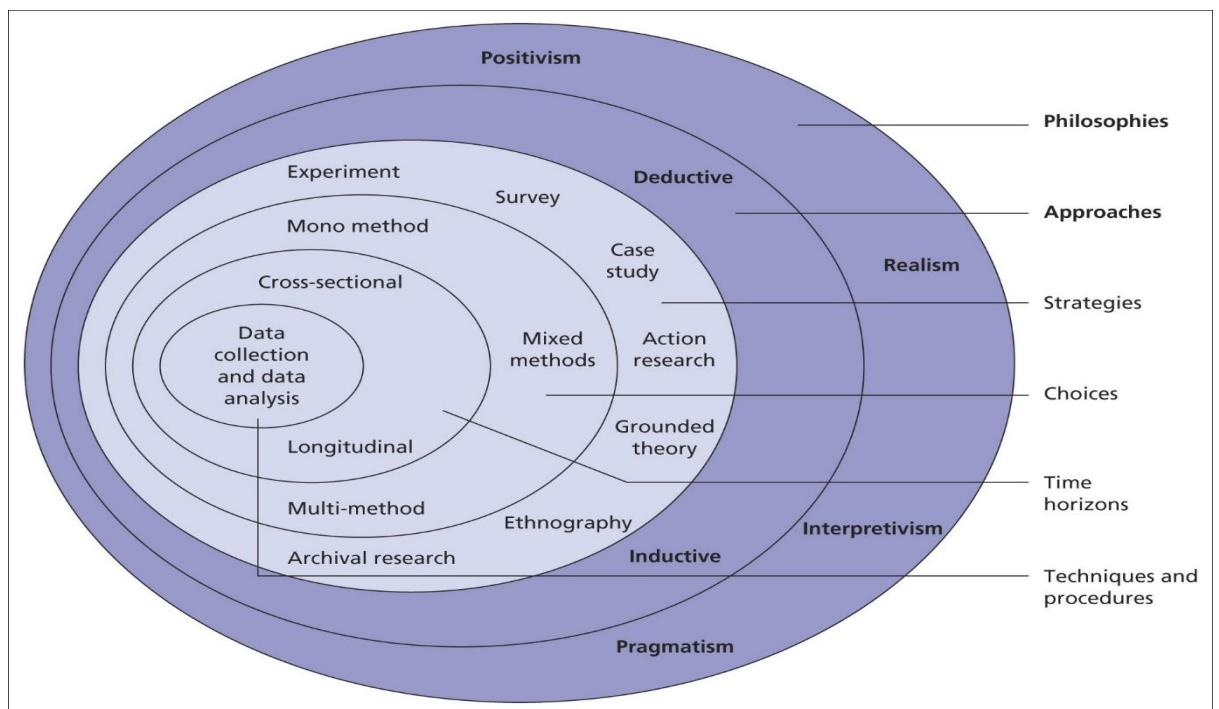 Positivism
Philosophies
Experiment
Deductive
Survey
Approaches
Mono method
Case
study
Realism
Cross-sectional
Strategies
Data
collection
and data
analysis
Mixed
methods
Action
research
Choices
Grounded
theory
Longitudinal
Time
horizons
Multi-method
Ethnography
Interpretivism
Archival research
Inductive
Techniques and
procedures
Pragmatism